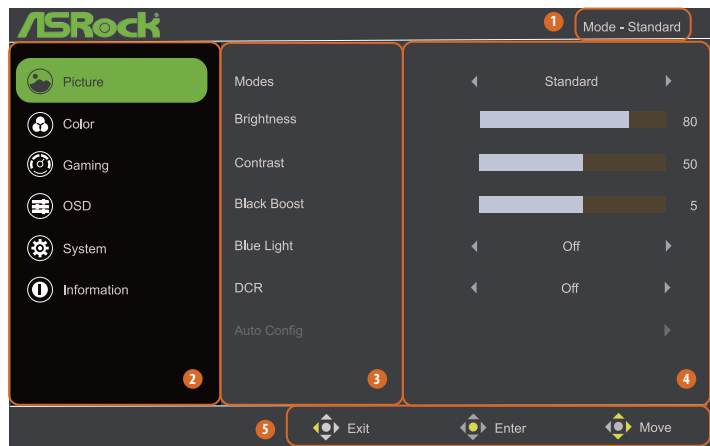 ASRock
1
Mode - Standard
Picture
Modes
Standard
Color
Brightness
80
Gaming
Contrast
50
OSD
Black Boost
5
System
Blue Light
Off
Information
DCR
Off
Auto Config
2
3
4
5
Exit
Enter
Move